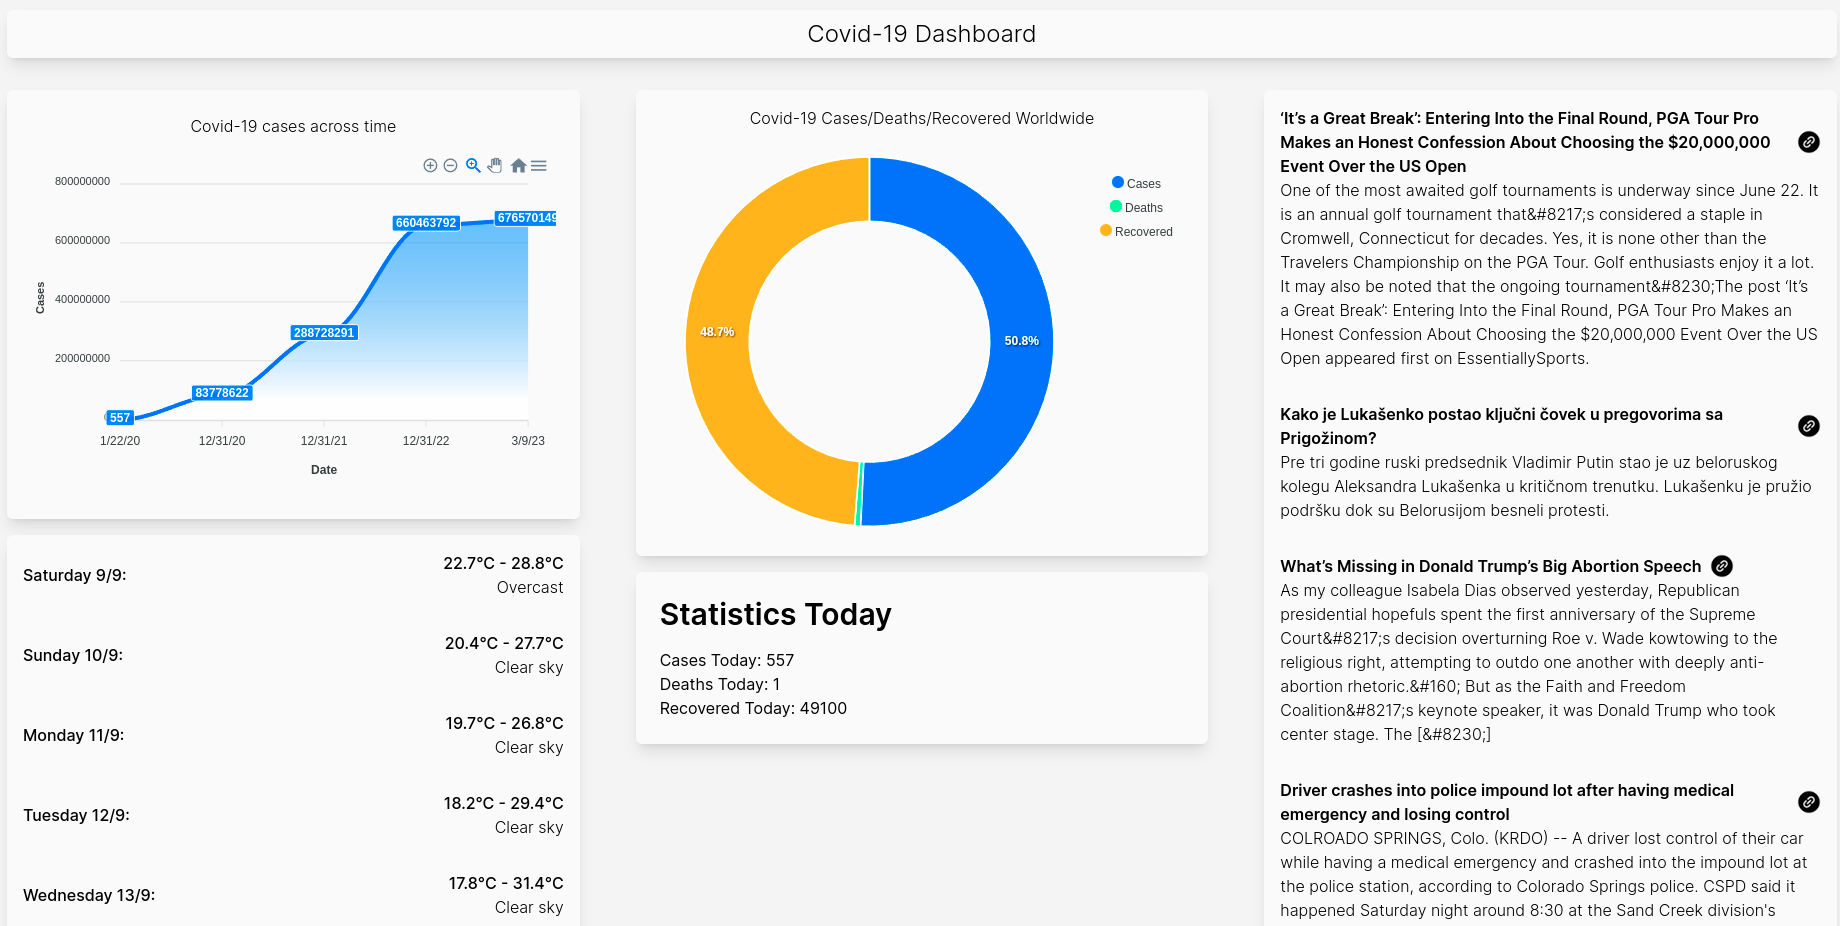 Covid-19 Dashboard
Covid-19 cases across time
800000000
600000000
400000000
200000000
Cases
557
83778622
288728291
660463792
676570149
1/22/20
12/31/20
12/31/21
12/31/22
3/9/23
Date
Saturday 9/9:
22.7°C - 28.8°C
Overcast
Sunday 10/9:
20.4°C - 27.7°C
Clear sky
Monday 11/9:
19.7°C - 26.8°C
Clear sky
Tuesday 12/9:
18.2°C - 29.4°C
Clear sky
Wednesday 13/9:
17.8°C - 31.4°C
Clear sky
Covid-19 Cases/Deaths/Recovered Worldwide
Cases
Deaths
Recovered
48.7%
50.8%
Statistics Today
Cases Today: 557
Deaths Today: 1
Recovered Today: 49100
‘It’s a Great Break’: Entering Into the Final Round, PGA Tour Pro
Makes an Honest Confession About Choosing the $20,000,000
Event Over the US Open
One of the most awaited golf tournaments is underway since June 22. It
is an annual golf tournament that&#8217;s considered a staple in
Cromwell, Connecticut for decades. Yes, it is none other than the
Travelers Championship on the PGA Tour. Golf enthusiasts enjoy it a lot.
It may also be noted that the ongoing tournament&#8230;The post ‘It’s
a Great Break’: Entering Into the Final Round, PGA Tour Pro Makes an
Honest Confession About Choosing the $20,000,000 Event Over the US
Open appeared first on EssentiallySports.
Kako je Lukašenko postao ključni čovek u pregovorima sa
Prigožinom?
Pre tri godine ruski predsednik Vladimir Putin stao je uz beloruskog
kolegu Aleksandra Lukašenka u kritičnom trenutku. Lukašenku je pružio
podršku dok su Belorusijom besneli protesti.
What’s Missing in Donald Trump’s Big Abortion Speech
As my colleague Isabela Dias observed yesterday, Republican
presidential hopefuls spent the first anniversary of the Supreme
Court&#8217;s decision overturning Roe v. Wade kowtowing to the
religious right, attempting to outdo one another with deeply anti-
abortion rhetoric.&#160; But as the Faith and Freedom
Coalition&#8217;s keynote speaker, it was Donald Trump who took
center stage. The [&#8230;]
Driver crashes into police impound lot after having medical
emergency and losing control
COLROADO SPRINGS, Colo. (KRDO) -- A driver lost control of their car
while having a medical emergency and crashed into the impound lot at
the police station, according to Colorado Springs police. CSPD said it
happened Saturday night around 8:30 at the Sand Creek division's